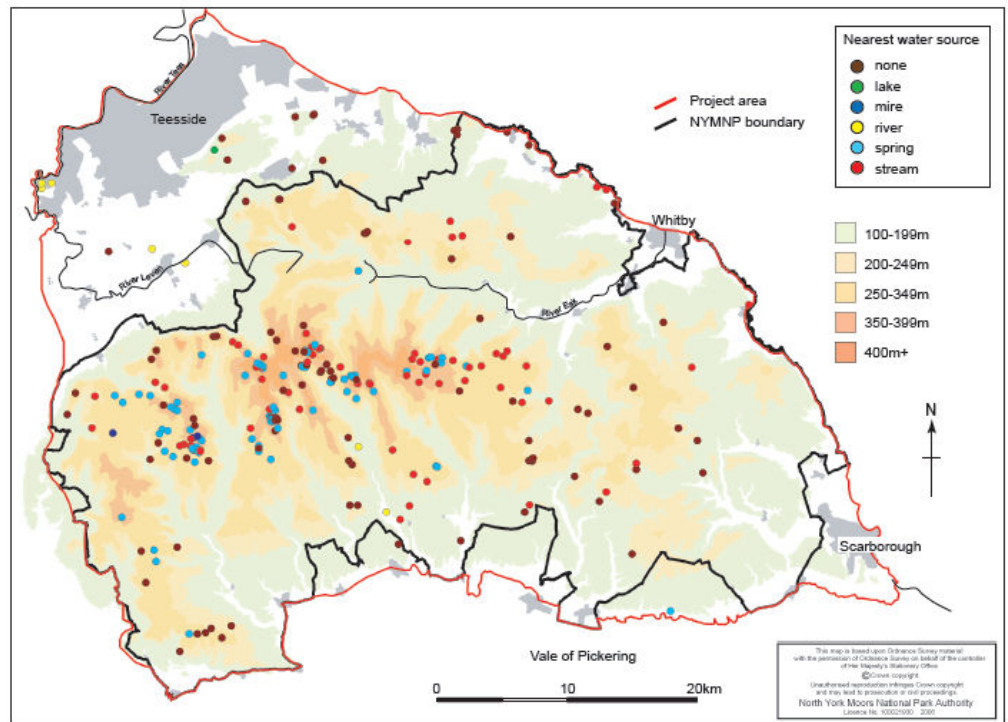 River Tees
Teesside
River Leven
River Esk
Whitby
Scarborough
Vale of Pickering
Project area
NYMNP boundary
Nearest water source
none
lake
mire
river
spring
stream
100-199m
200-249m
250-349m
350-399m
400m+
N
0 10 20km
This map is based upon Ordnance Survey material
with the permission of Ordnance Survey on behalf of the controller
of Her Majesty's Stationery Office
© Crown copyright
Unauthorised reproduction infringes Crown copyright
and may lead to prosecution or civil proceedings
North York Moors National Park Authority
Licence No. 100021930 2006